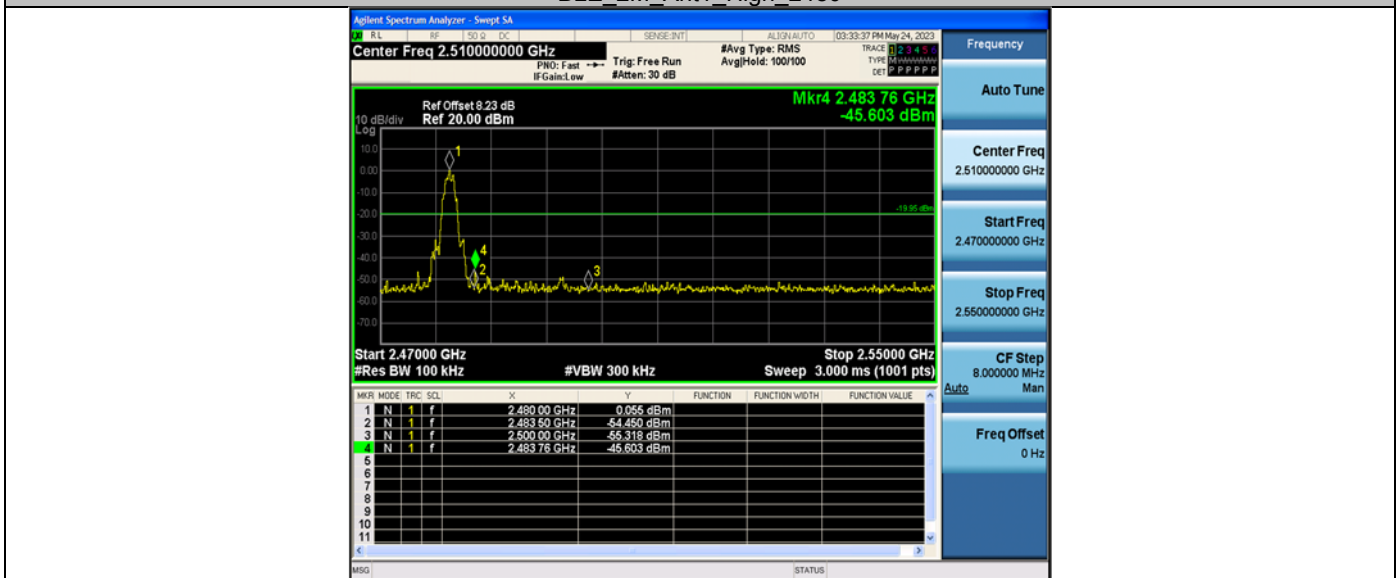 Agilent Spectrum Analyzer - Swept SA
RL RF 50 Ω DC SENSE:INT ALIGN AUTO 03:33:37 PM May 24, 2023
Center Freq 2.510000000 GHz
PNO: Fast
IFGain:Low
Trig: Free Run
#Atten: 30 dB
#Avg Type: RMS
Avg|Hold: 100/100
TRACE 1 2 3 4 5 6
TYPE M
DET P P P P P P
Mkr4 2.483 76 GHz
-45.603 dBm
Ref Offset 8.23 dB
10 dB/div Ref 20.00 dBm
Log
10.0
0.00
-10.0
-20.0
-30.0
-40.0
-50.0
-60.0
-70.0
-19.95 dBm
1
4
2
3
Start 2.47000 GHz Stop 2.55000 GHz
#Res BW 100 kHz #VBW 300 kHz Sweep 3.000 ms (1001 pts)
MKR MODE TRC SCL X Y FUNCTION FUNCTION WIDTH FUNCTION VALUE
1 N 1 f 2.480 00 GHz 0.055 dBm
2 N 1 f 2.483 50 GHz -54.450 dBm
3 N 1 f 2.500 00 GHz -55.318 dBm
4 N 1 f 2.483 76 GHz -45.603 dBm
5
6
7
8
9
10
11
MSG STATUS
Frequency
Auto Tune
Center Freq
2.510000000 GHz
Start Freq
2.470000000 GHz
Stop Freq
2.550000000 GHz
CF Step
8.000000 MHz
Auto Man
Freq Offset
0 Hz